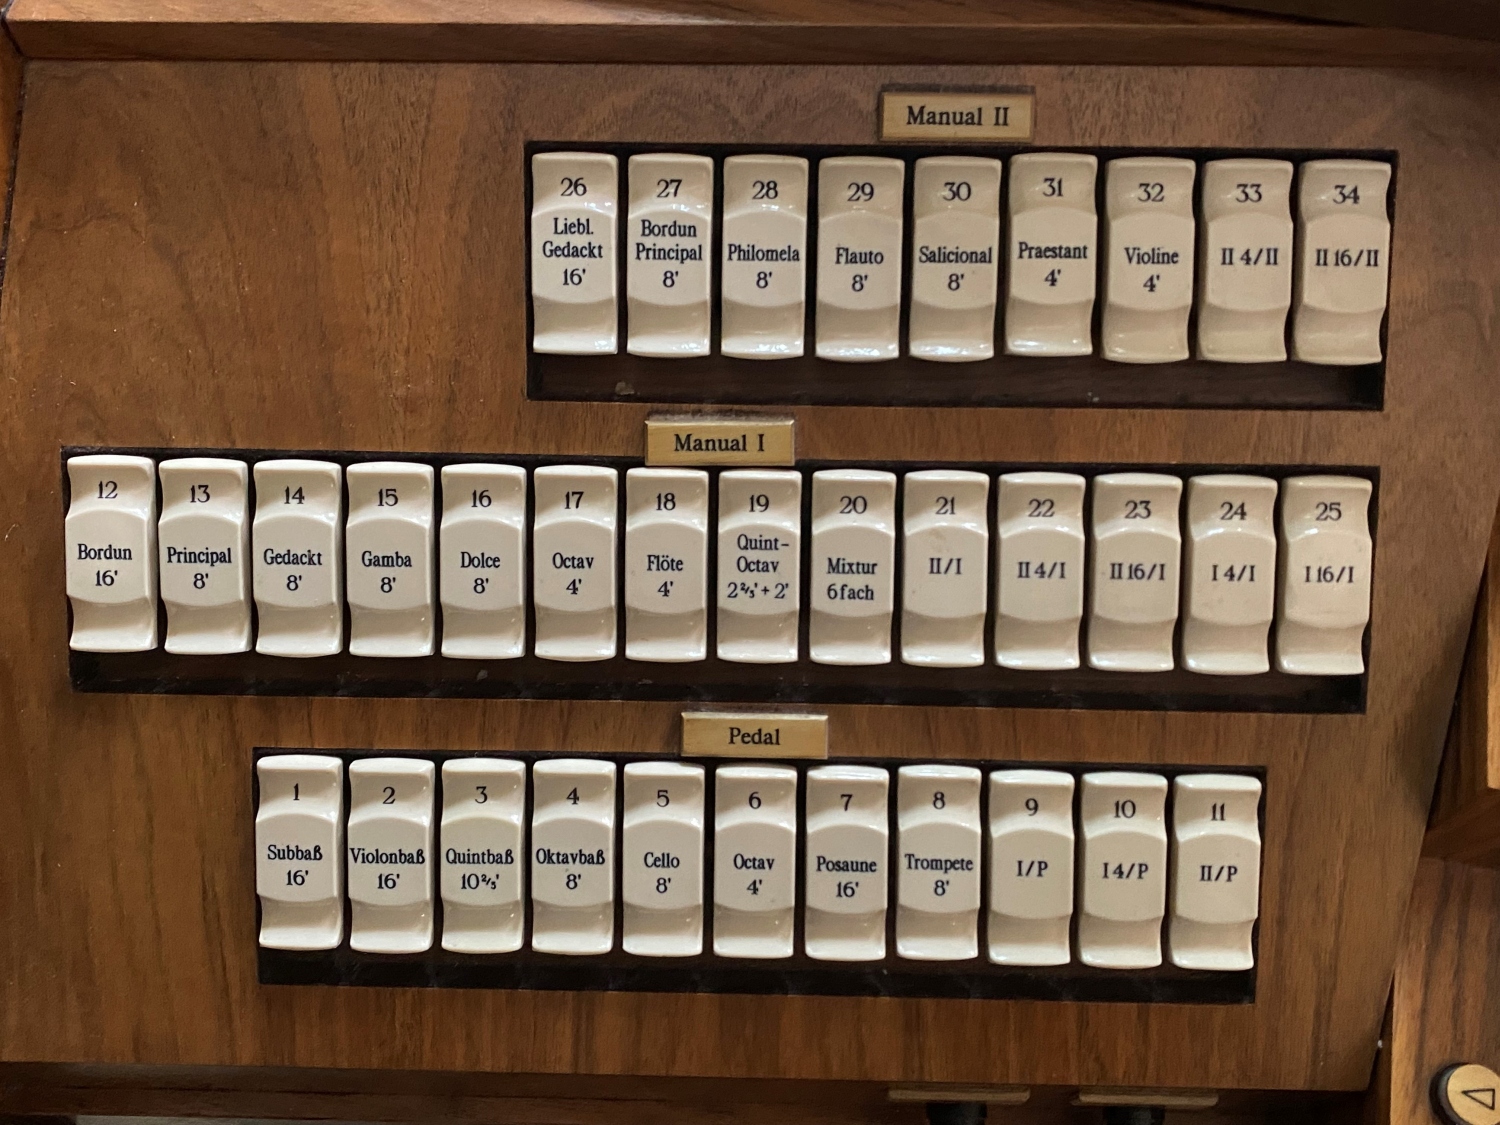 Manual II
26 27 28 29 30 31 32 33 34
Liebl. Gedackt 16'
Bordun Principal 8'
Philomela 8'
Flauto 8'
Salicional 8'
Praestant 4'
Violine 4'
II 4/II
II 16/II
Manual I
12 13 14 15 16 17 18 19 20 21 22 23 24 25
Bordun 16'
Principal 8'
Gedackt 8'
Gamba 8'
Dolce 8'
Octav 4'
Flöte 4'
Quint-
Octav
2 2/3' + 2'
Mixtur 6fach
II/I
II 4/I
II 16/I
I 4/I
I 16/I
Pedal
1 2 3 4 5 6 7 8 9 10 11
Subbaß 16'
Violonbaß 16'
Quintbaß 10 2/3'
Oktavbaß 8'
Cello 8'
Octav 4'
Posaune 16'
Trompete 8'
I/P
I 4/P
II/P